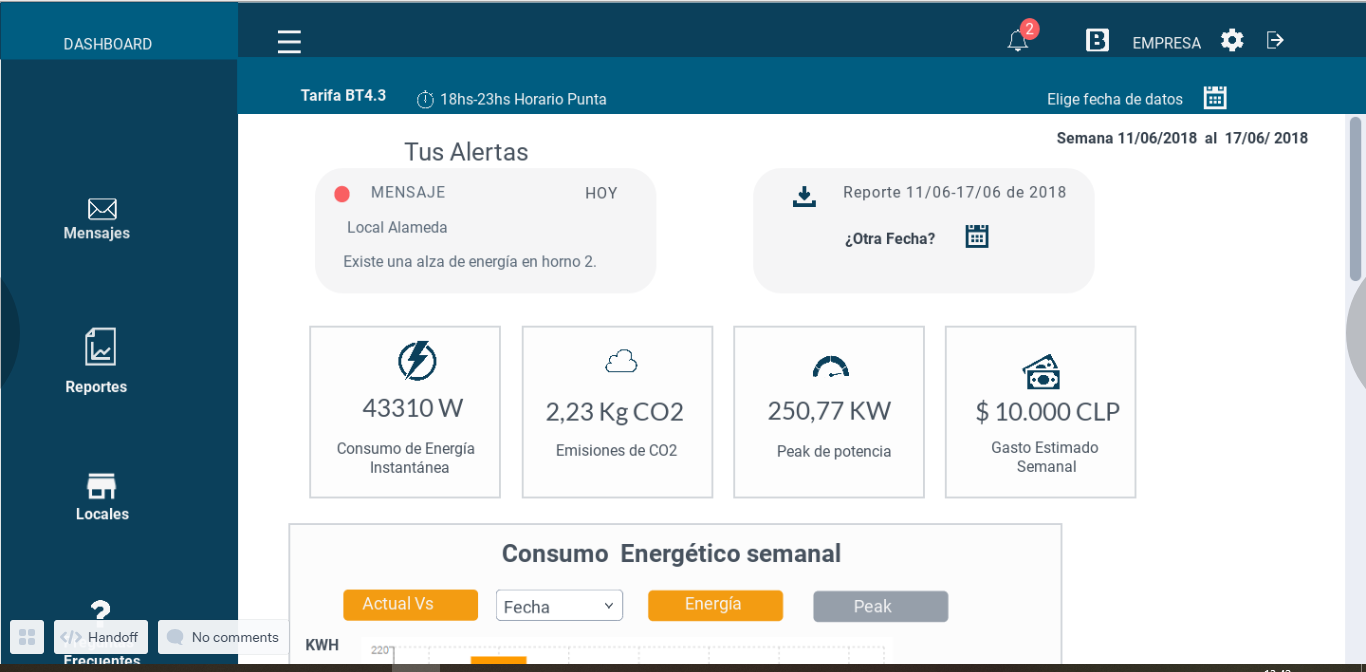 DASHBOARD
2
B
EMPRESA
Tarifa BT4.3
18hs-23hs Horario Punta
Elige fecha de datos
Semana 11/06/2018 al 17/06/ 2018
Tus Alertas
MENSAJE
HOY
Local Alameda
Existe una alza de energía en horno 2.
Reporte 11/06-17/06 de 2018
¿Otra Fecha?
Mensajes
Reportes
Locales
?
Frecuentes
43310 W
Consumo de Energía
Instantánea
2,23 Kg CO2
Emisiones de CO2
250,77 KW
Peak de potencia
$ 10.000 CLP
Gasto Estimado
Semanal
Consumo Energético semanal
Actual Vs
Fecha
Energía
Peak
KWH
220
</> Handoff
No comments